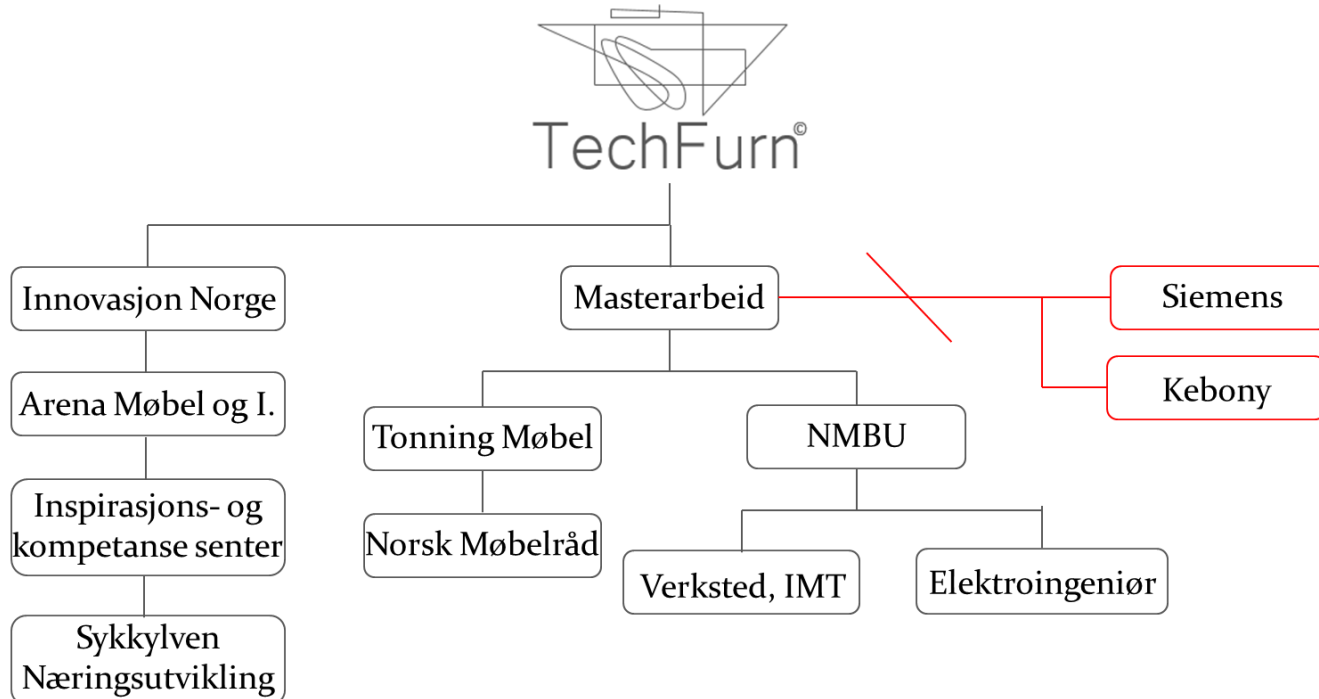 TechFurn©
Innovasjon Norge
Masterarbeid
Siemens
Arena Møbel og I.
Kebony
Tonning Møbel
NMBU
Inspirasjons- og
kompetanse senter
Norsk Møbelråd
Verksted, IMT
Elektroingeniør
Sykkylven
Næringsutvikling